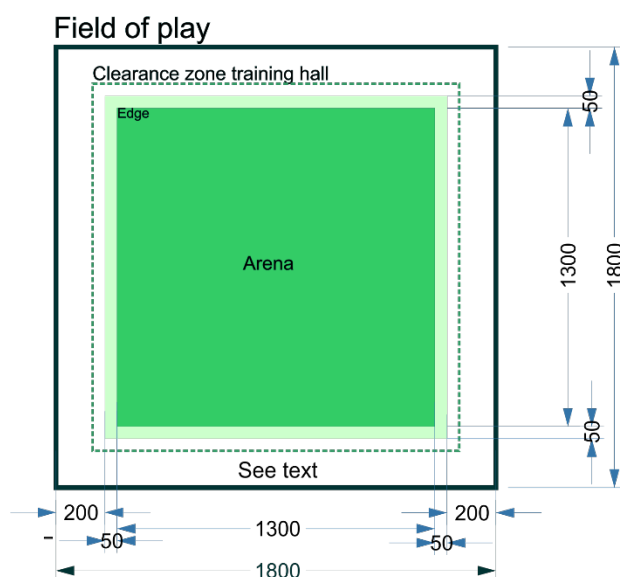 Field of play
Clearance zone training hall
Edge
50
Arena
1300
1800
50
See text
200
200
1300
50
50
1800